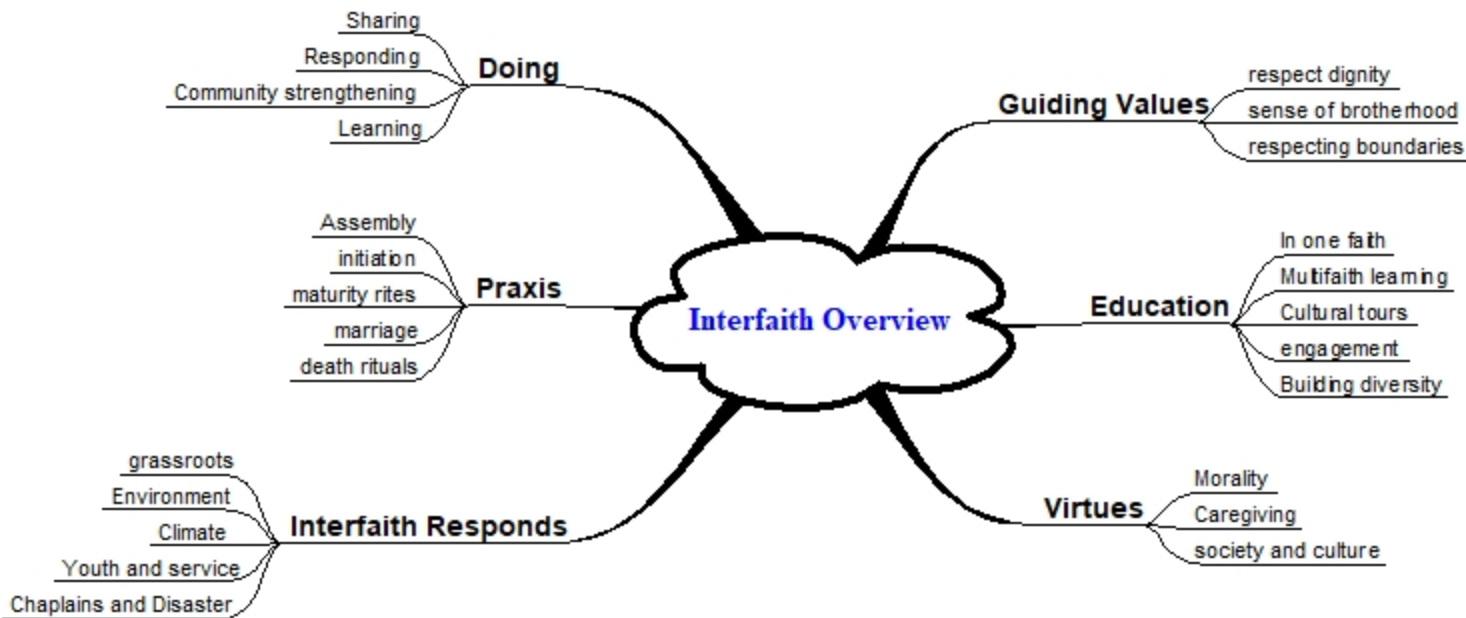 Sharing
Responding
Community strengthening
Learning
Doing
Assembly
initiation
maturity rites
marriage
death rituals
Praxis
grassroots
Environment
Climate
Youth and service
Chaplains and Disaster
Interfaith Responds
Interfaith Overview
Guiding Values
respect dignity
sense of brotherhood
respecting boundaries
Education
In one faith
Multifaith learning
Cultural tours
engagement
Building diversity
Virtues
Morality
Caregiving
society and culture